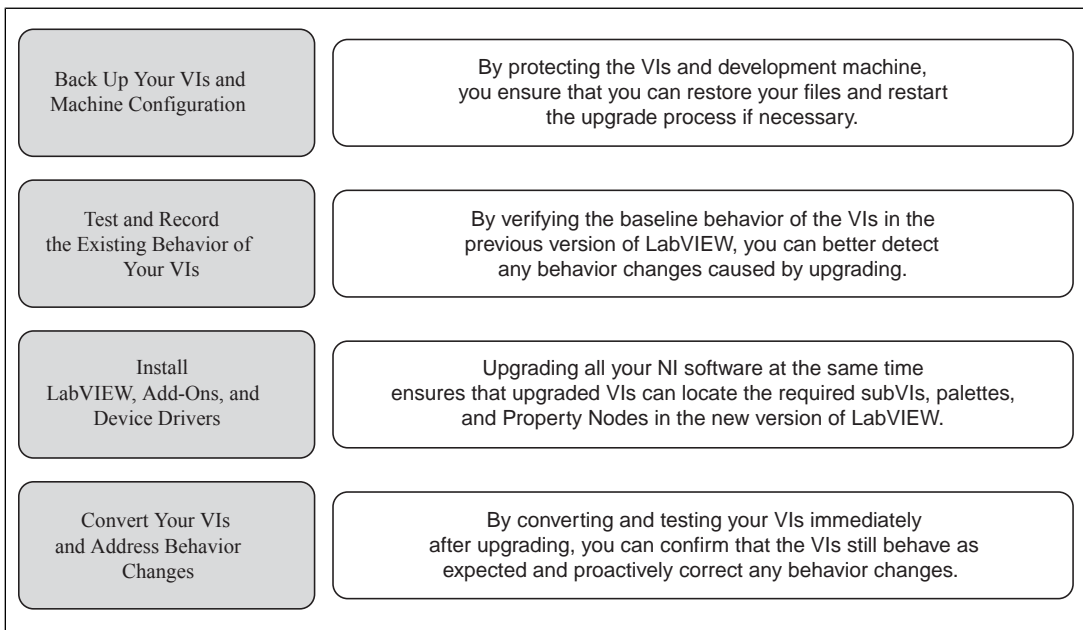 Back Up Your VIs and
Machine Configuration
By protecting the VIs and development machine,
you ensure that you can restore your files and restart
the upgrade process if necessary.
Test and Record
the Existing Behavior of
Your VIs
By verifying the baseline behavior of the VIs in the
previous version of LabVIEW, you can better detect
any behavior changes caused by upgrading.
Install
LabVIEW, Add-Ons, and
Device Drivers
Upgrading all your NI software at the same time
ensures that upgraded VIs can locate the required subVIs, palettes,
and Property Nodes in the new version of LabVIEW.
Convert Your VIs
and Address Behavior
Changes
By converting and testing your VIs immediately
after upgrading, you can confirm that the VIs still behave as
expected and proactively correct any behavior changes.